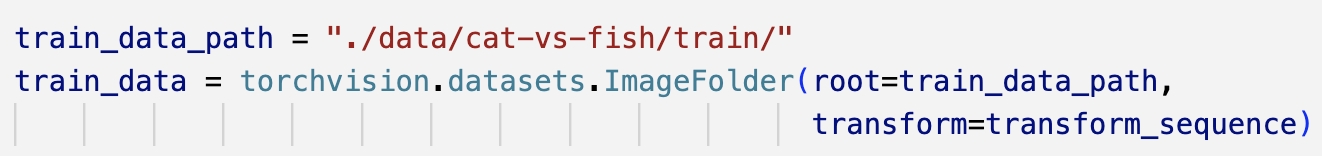 train_data_path = "./data/cat-vs-fish/train/"
train_data = torchvision.datasets.ImageFolder(root=train_data_path,
                                              transform=transform_sequence)